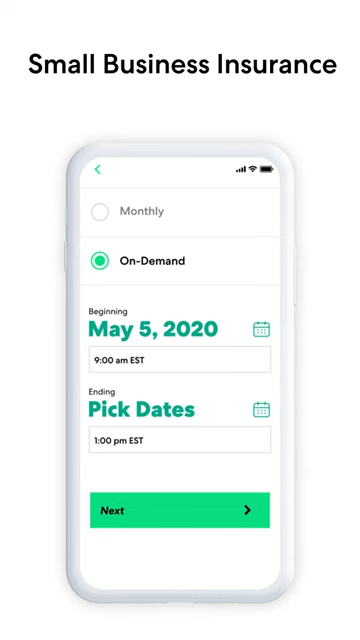 Small Business Insurance
Monthly
On-Demand
Beginning
May 5, 2020
9:00 am EST
Ending
Pick Dates
1:00 pm EST
Next